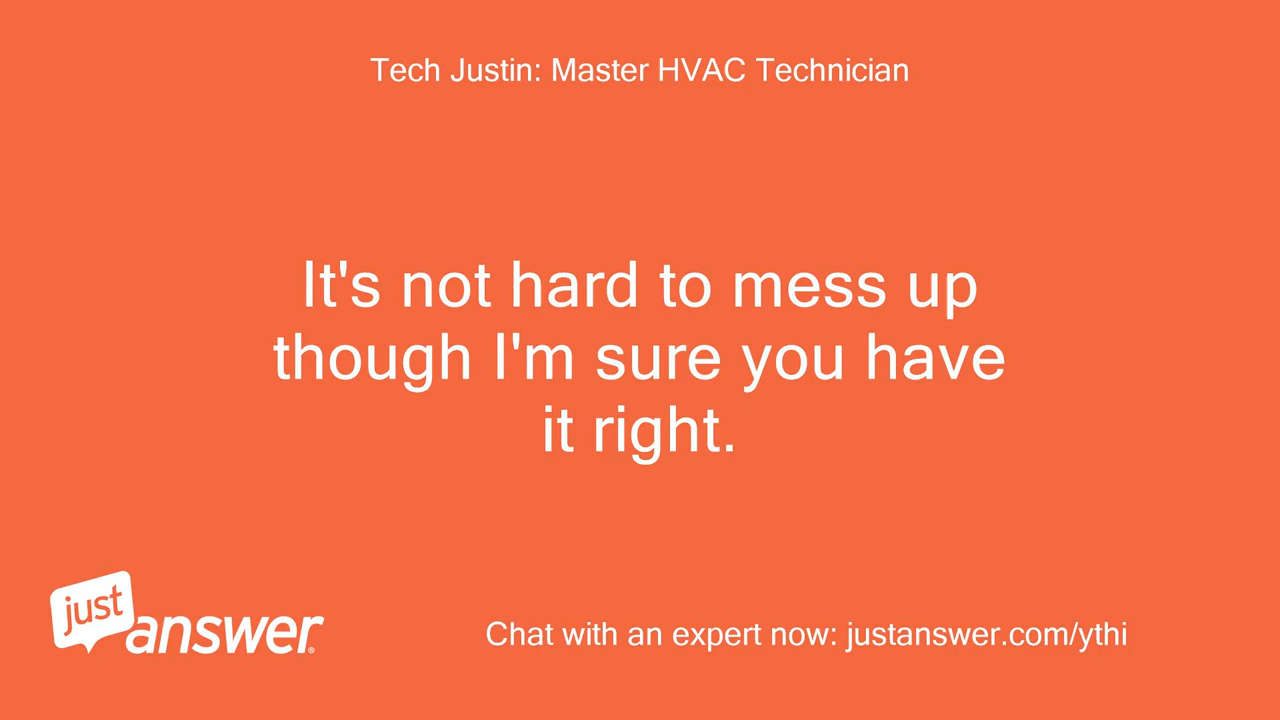 Tech Justin: Master HVAC Technician
It's not hard to mess up
though I'm sure you have
it right.
just
answer®
Chat with an expert now: justanswer.com/ythi